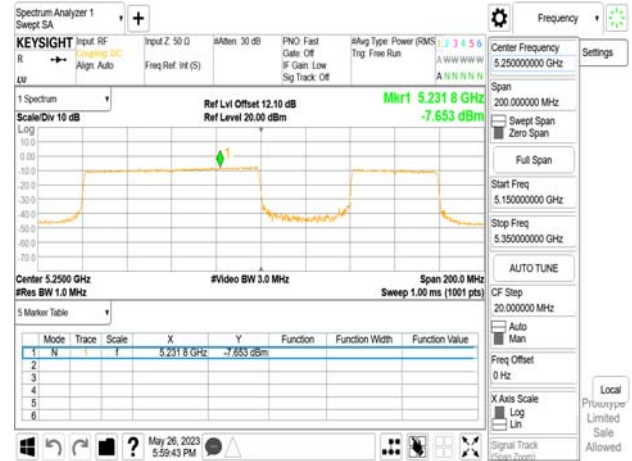 Spectrum Analyzer 1
Swept SA
+
Frequency
KEYSIGHT
Input: RF
Coupling: DC
Align: Auto
Input Z: 50 Ω
Freq Ref: Int (S)
#Atten: 30 dB
PNO: Fast
Gate: Off
IF Gain: Low
Sig Track: Off
#Avg Type: Power (RMS
Trig: Free Run
1 2 3 4 5 6
A WW WW W
A N N N N N
R
1 Spectrum
Scale/Div 10 dB
Ref Lvl Offset 12.10 dB
Ref Level 20.00 dBm
Mkr1 5.231 8 GHz
-7.653 dBm
Log
10.0
0.00
-10.0
-20.0
-30.0
-40.0
-50.0
-60.0
-70.0
1
Center 5.2500 GHz
#Res BW 1.0 MHz
#Video BW 3.0 MHz
Span 200.0 MHz
Sweep 1.00 ms (1001 pts)
5 Marker Table
Mode Trace Scale X Y Function Function Width Function Value
1 N 1 f 5.231 8 GHz -7.653 dBm
2
3
4
5
6
?
May 26, 2023
5:59:43 PM
Center Frequency
5.250000000 GHz
Settings
Span
200.000000 MHz
Swept Span
Zero Span
Full Span
Start Freq
5.150000000 GHz
Stop Freq
5.350000000 GHz
AUTO TUNE
CF Step
20.000000 MHz
Auto
Man
Freq Offset
0 Hz
X Axis Scale
Log
Lin
Signal Track
(Span Zoom)
Local
Prototype
Limited
Sale
Allowed